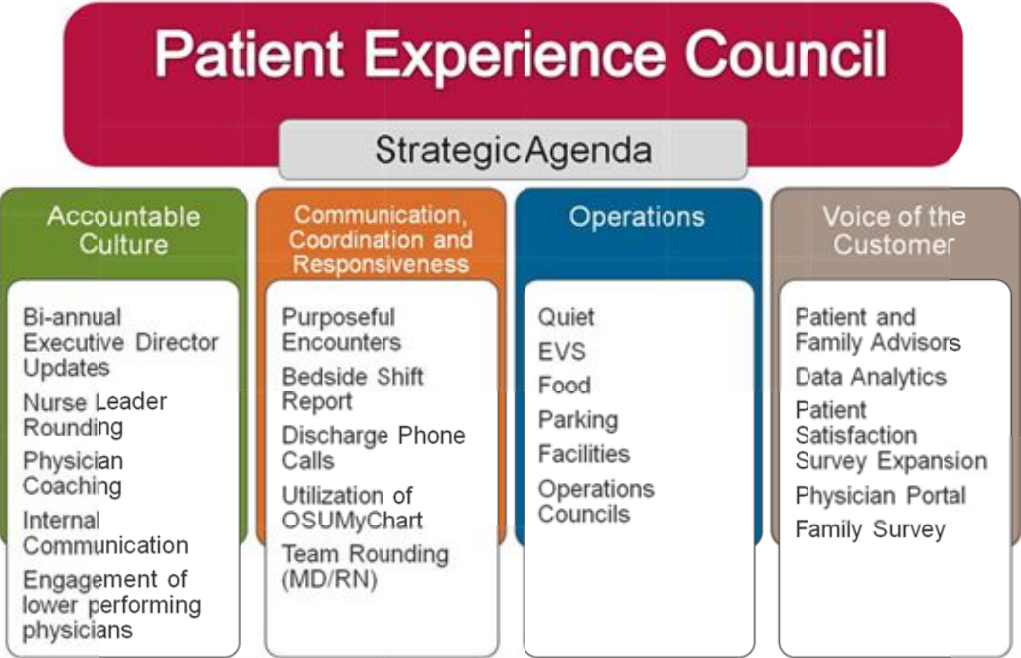 Patient Experience Council
Strategic Agenda
Accountable
Culture
Bi-annual
Executive Director
Updates
Nurse Leader
Rounding
Physician
Coaching
Internal
Communication
Engagement of
lower performing
physicians
Communication,
Coordination and
Responsiveness
Purposeful
Encounters
Bedside Shift
Report
Discharge Phone
Calls
Utilization of
OSUMyChart
Team Rounding
(MD/RN)
Operations
Quiet
EVS
Food
Parking
Facilities
Operations
Councils
Voice of the
Customer
Patient and
Family Advisors
Data Analytics
Patient
Satisfaction
Survey Expansion
Physician Portal
Family Survey